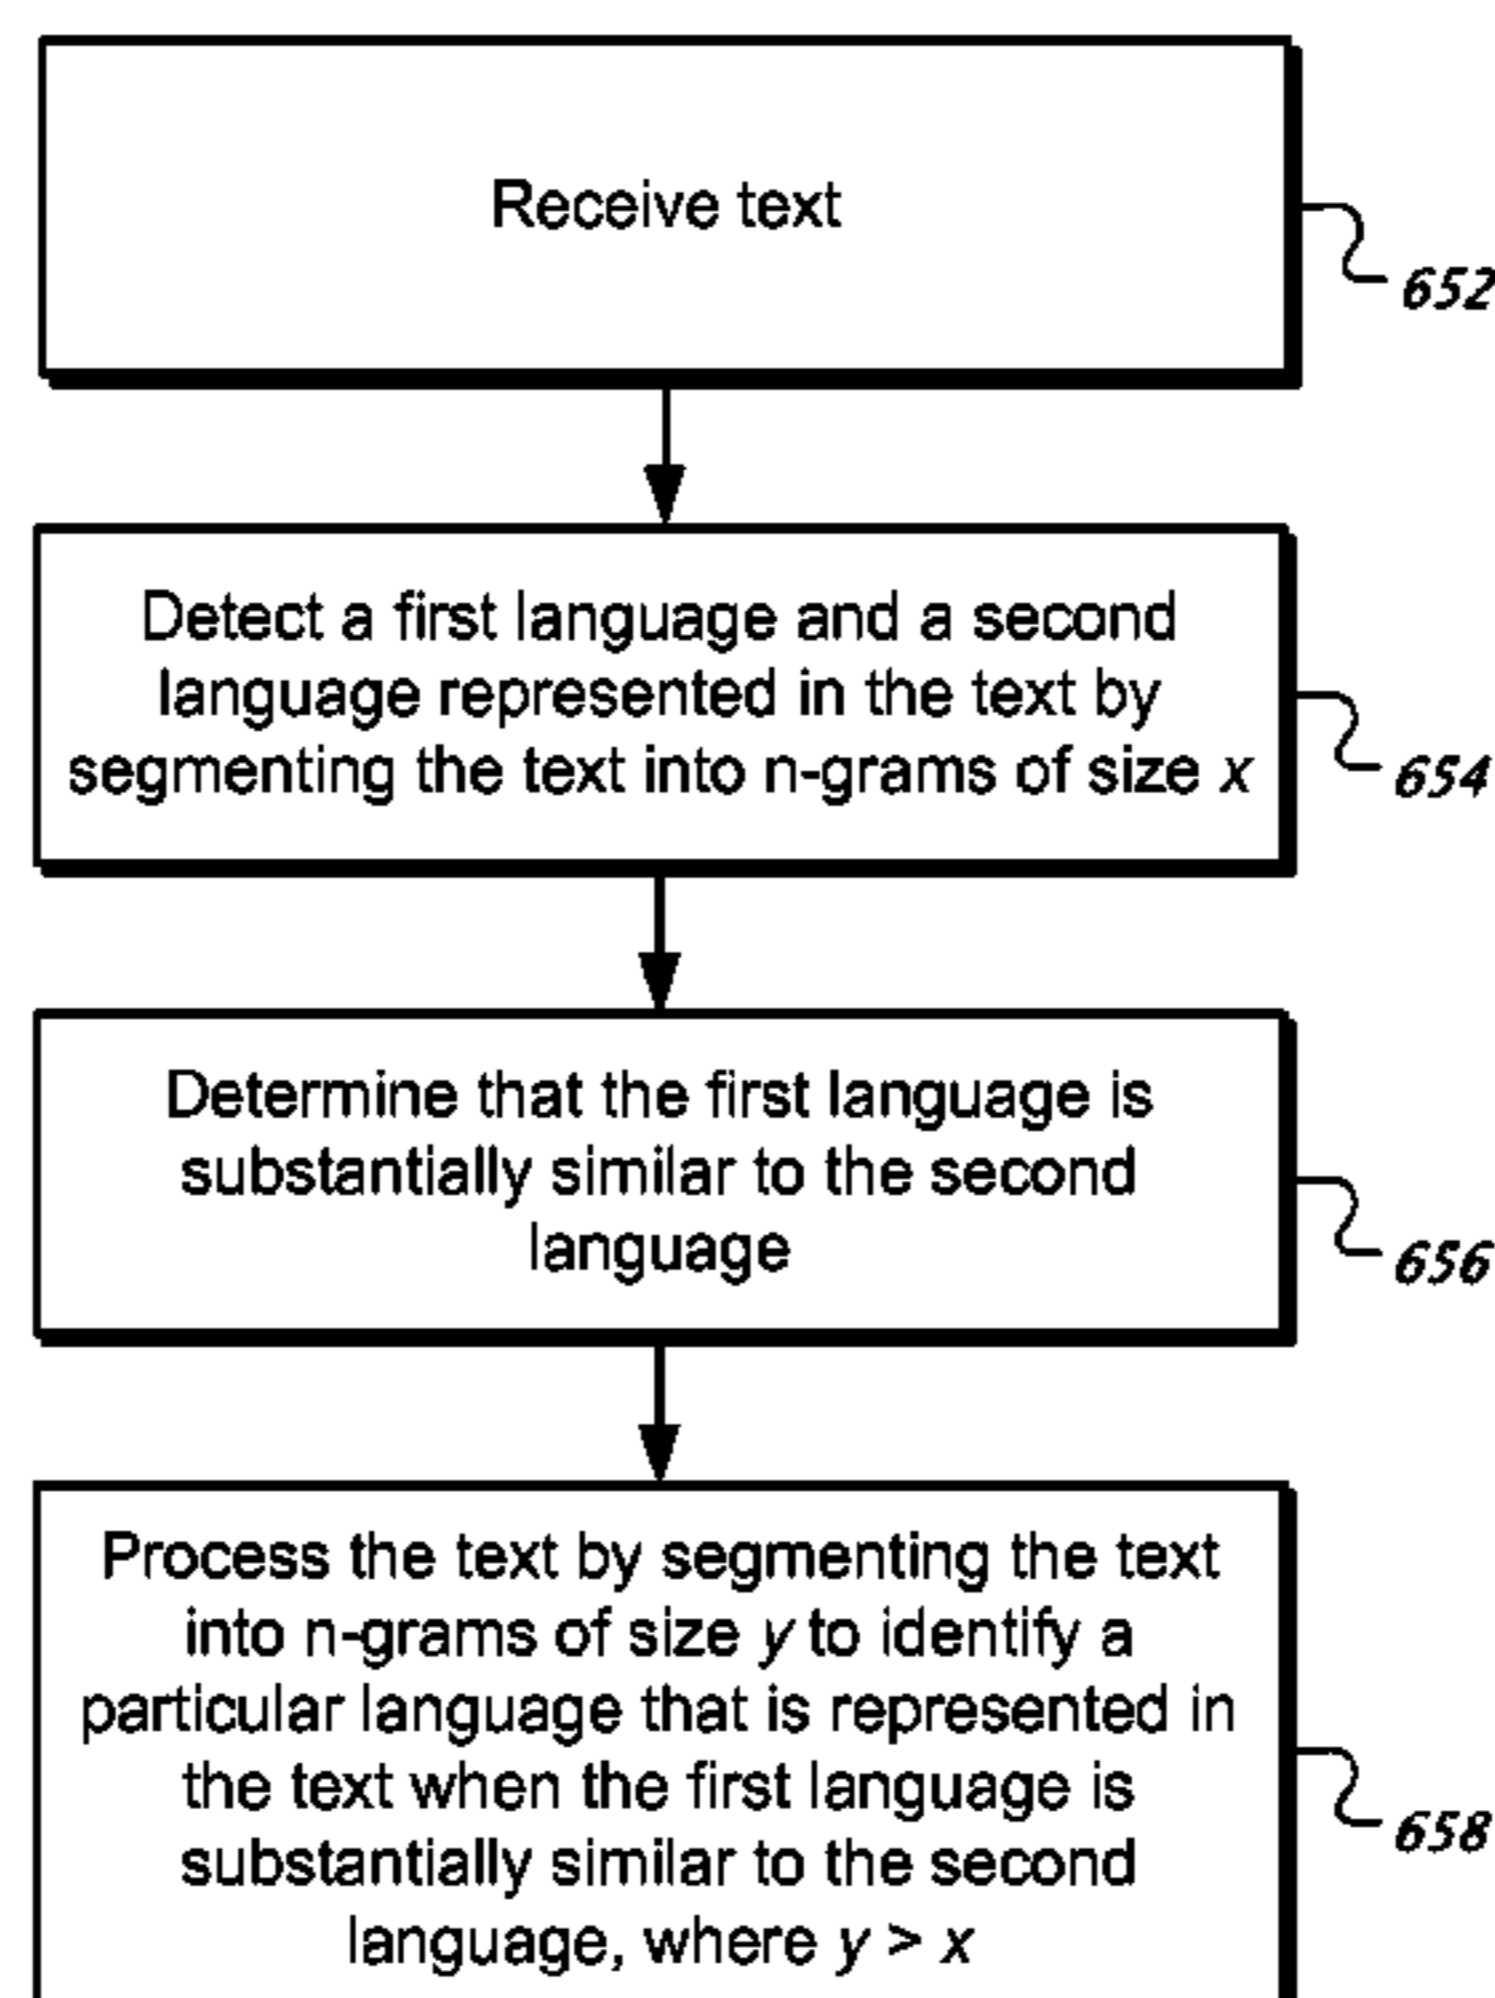 Receive text
652
Detect a first language and a second
language represented in the text by
segmenting the text into n-grams of size x
654
Determine that the first language is
substantially similar to the second
language
656
Process the text by segmenting the text
into n-grams of size y to identify a
particular language that is represented in
the text when the first language is
substantially similar to the second
language, where y > x
658